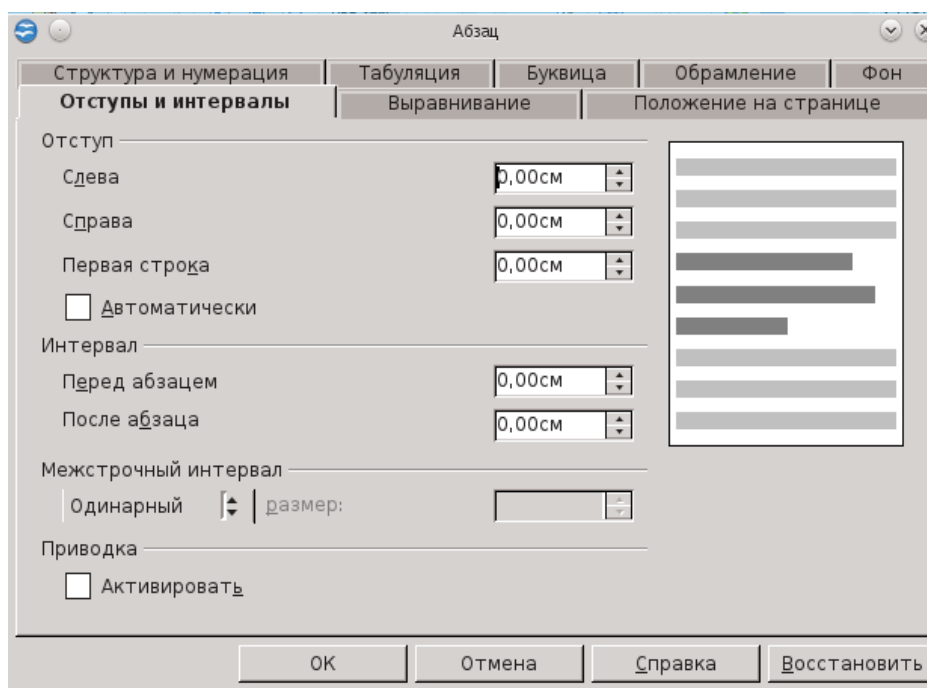 Абзац
Структура и нумерация Табуляция Буквица Обрамление Фон
Отступы и интервалы Выравнивание Положение на странице
Отступ
Слева 0,00см
Справа 0,00см
Первая строка 0,00см
Автоматически
Интервал
Перед абзацем 0,00см
После абзаца 0,00см
Межстрочный интервал
Одинарный размер:
Приводка
Активировать
ОК Отмена Справка Восстановить